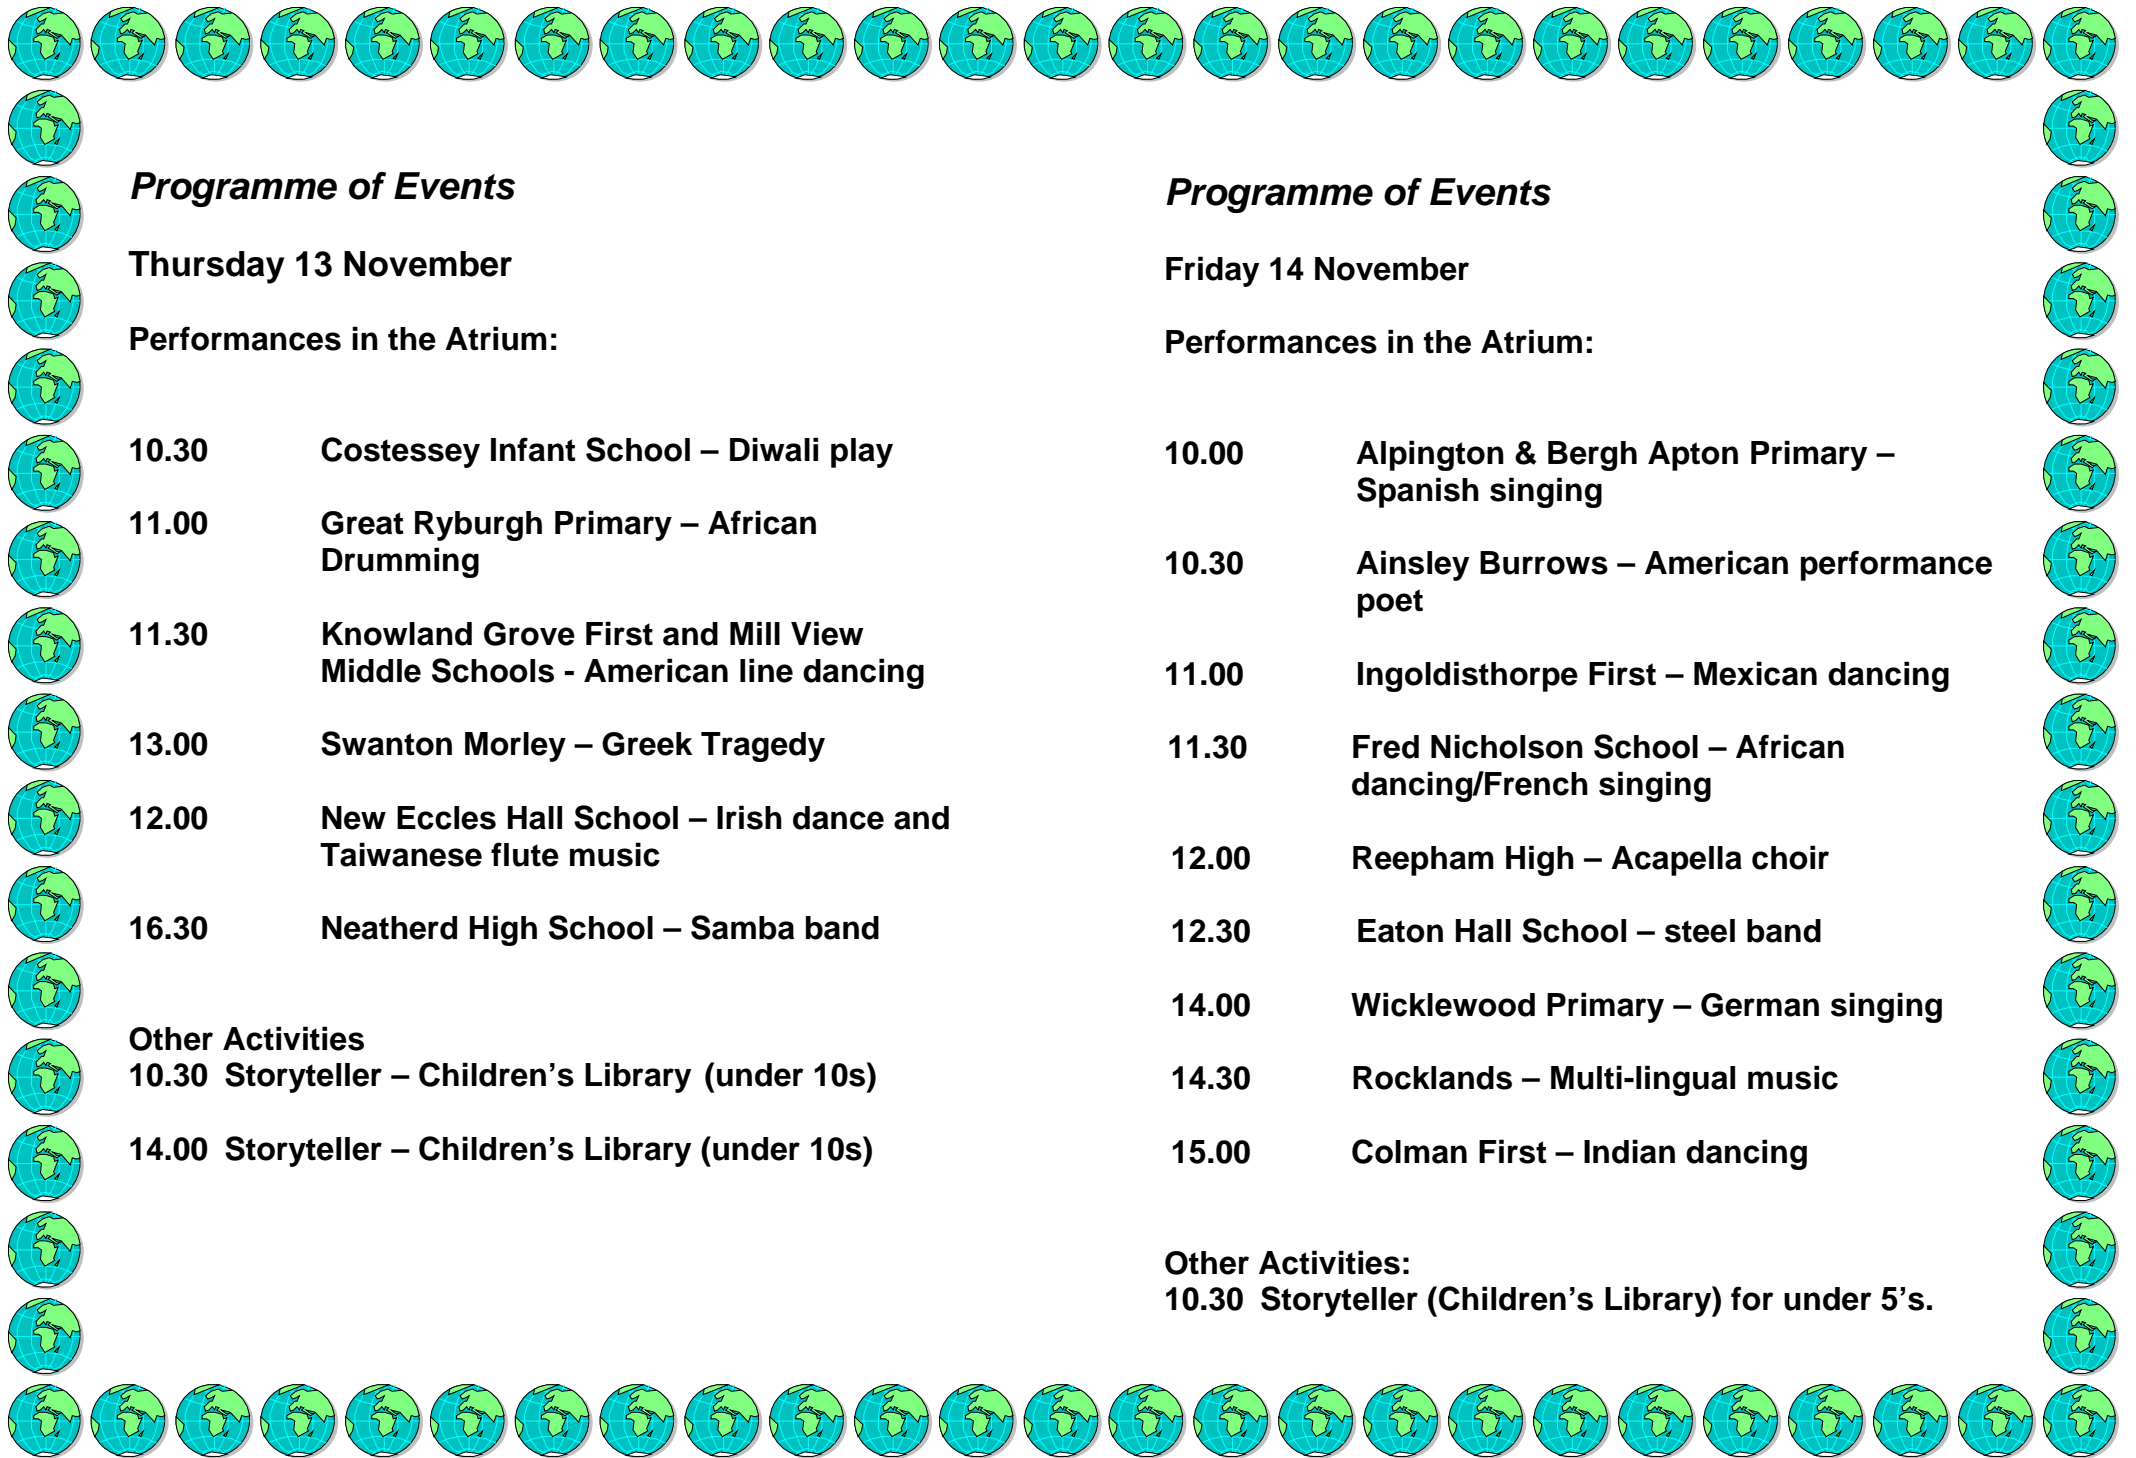 Programme of Events
Thursday 13 November
Performances in the Atrium:
10.30 Costessey Infant School – Diwali play
11.00 Great Ryburgh Primary – African
Drumming
11.30 Knowland Grove First and Mill View
Middle Schools - American line dancing
13.00 Swanton Morley – Greek Tragedy
12.00 New Eccles Hall School – Irish dance and
Taiwanese flute music
16.30 Neatherd High School – Samba band
Other Activities
10.30 Storyteller – Children’s Library (under 10s)
14.00 Storyteller – Children’s Library (under 10s)
Programme of Events
Friday 14 November
Performances in the Atrium:
10.00 Alpington & Bergh Apton Primary –
Spanish singing
10.30 Ainsley Burrows – American performance
poet
11.00 Ingoldisthorpe First – Mexican dancing
11.30 Fred Nicholson School – African
dancing/French singing
12.00 Reepham High – Acapella choir
12.30 Eaton Hall School – steel band
14.00 Wicklewood Primary – German singing
14.30 Rocklands – Multi-lingual music
15.00 Colman First – Indian dancing
Other Activities:
10.30 Storyteller (Children’s Library) for under 5’s.